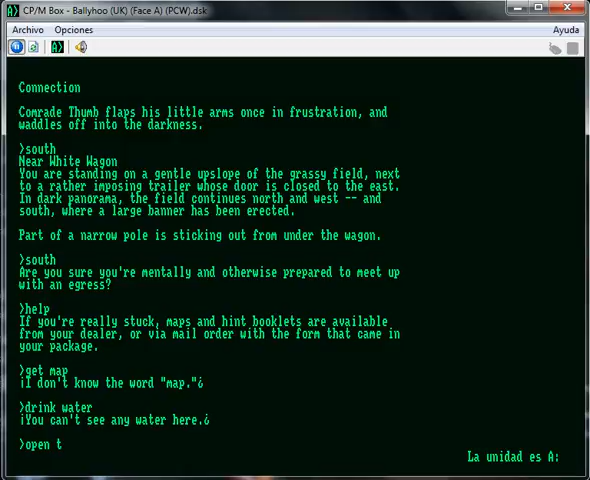 CP/M Box - Ballyhoo (UK) (Face A) (PCW).dsk
Archivo Opciones Ayuda
A>
Connection
Comrade Thumb flaps his little arms once in frustration, and
waddles off into the darkness.
>south
Near White Wagon
You are standing on a gentle upslope of the grassy field, next
to a rather imposing trailer whose door is closed to the east.
In dark panorama, the field continues north and west -- and
south, where a large banner has been erected.
Part of a narrow pole is sticking out from under the wagon.
>south
Are you sure you're mentally and otherwise prepared to meet up
with an egress?
>help
If you're really stuck, maps and hint booklets are available
from your dealer, or via mail order with the form that came in
your package.
>get map
¡I don't know the word "map."¿
>drink water
¡You can't see any water here.¿
>open t
La unidad es A: